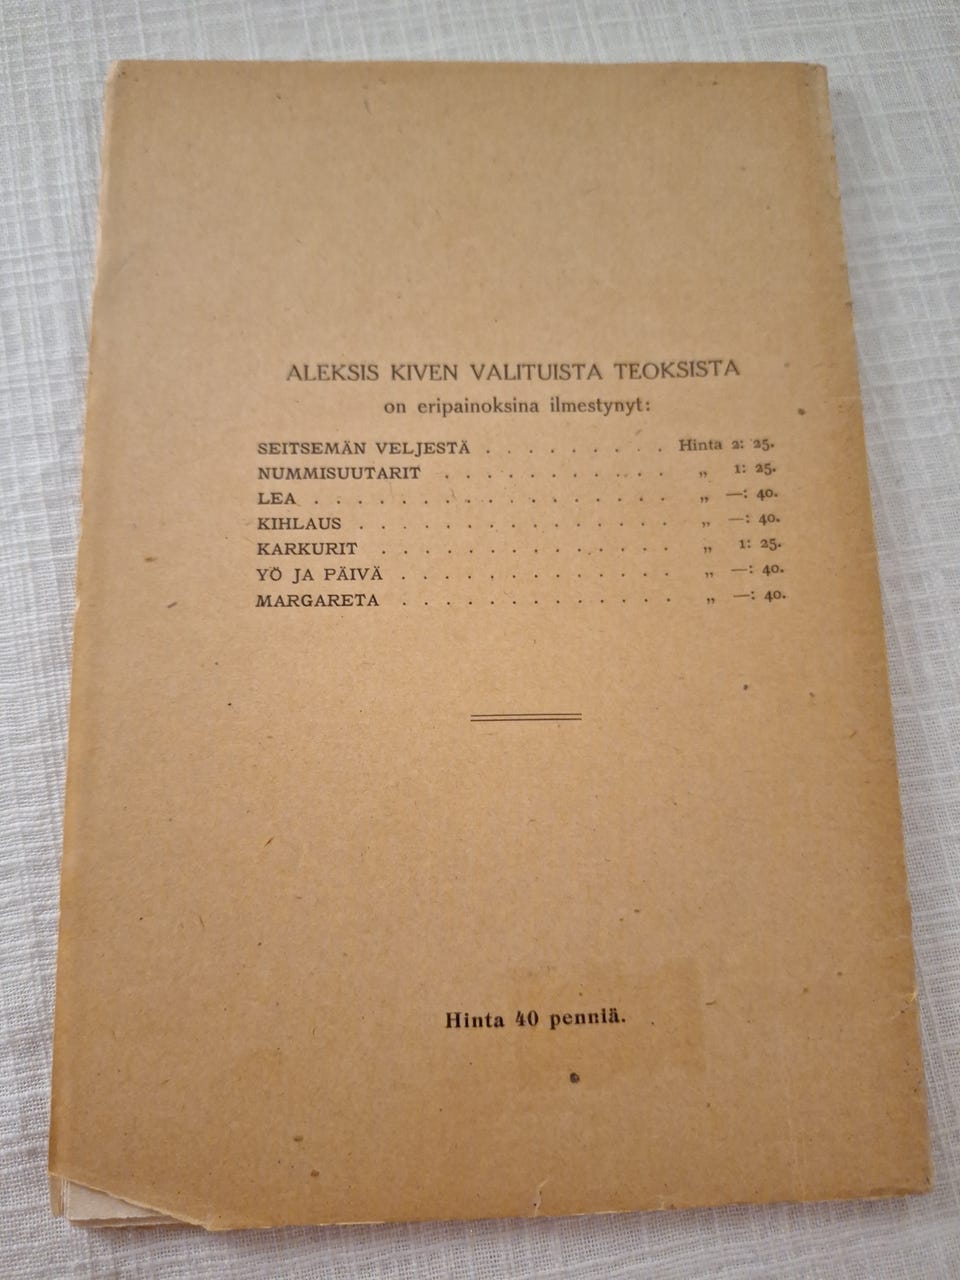 ALEKSIS KIVEN VALITUISTA TEOKSISTA
on eripainoksina ilmestynyt:
SEITSEMÄN VELJESTÄ . . . . . . . . . Hinta 2: 25.
NUMMISUUTARIT . . . . . . . . . . . „ 1: 25.
LEA . . . . . . . . . . . . . . . . . „ —: 40.
KIHLAUS . . . . . . . . . . . . . . . „ —: 40.
KARKURIT . . . . . . . . . . . . . . „ 1: 25.
YÖ JA PÄIVÄ . . . . . . . . . . . . . „ —: 40.
MARGARETA . . . . . . . . . . . . . „ —: 40.
Hinta 40 penniä.